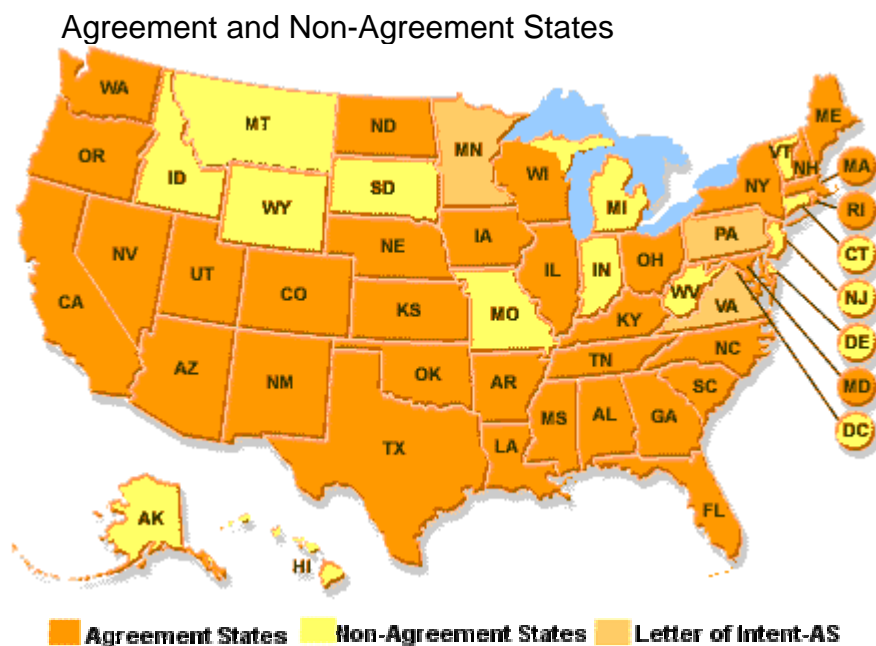 Agreement and Non-Agreement States
WA
MT
ND
MN
ME
OR
ID
SD
WI
VT
NH
MA
WY
MI
NY
RI
NV
NE
IA
PA
CT
UT
IL
IN
OH
NJ
CA
CO
KS
MO
WV
VA
DE
KY
MD
AZ
NM
OK
AR
TN
NC
DC
SC
TX
MS
AL
GA
LA
FL
AK
HI
Agreement States Non-Agreement States Letter of Intent-AS